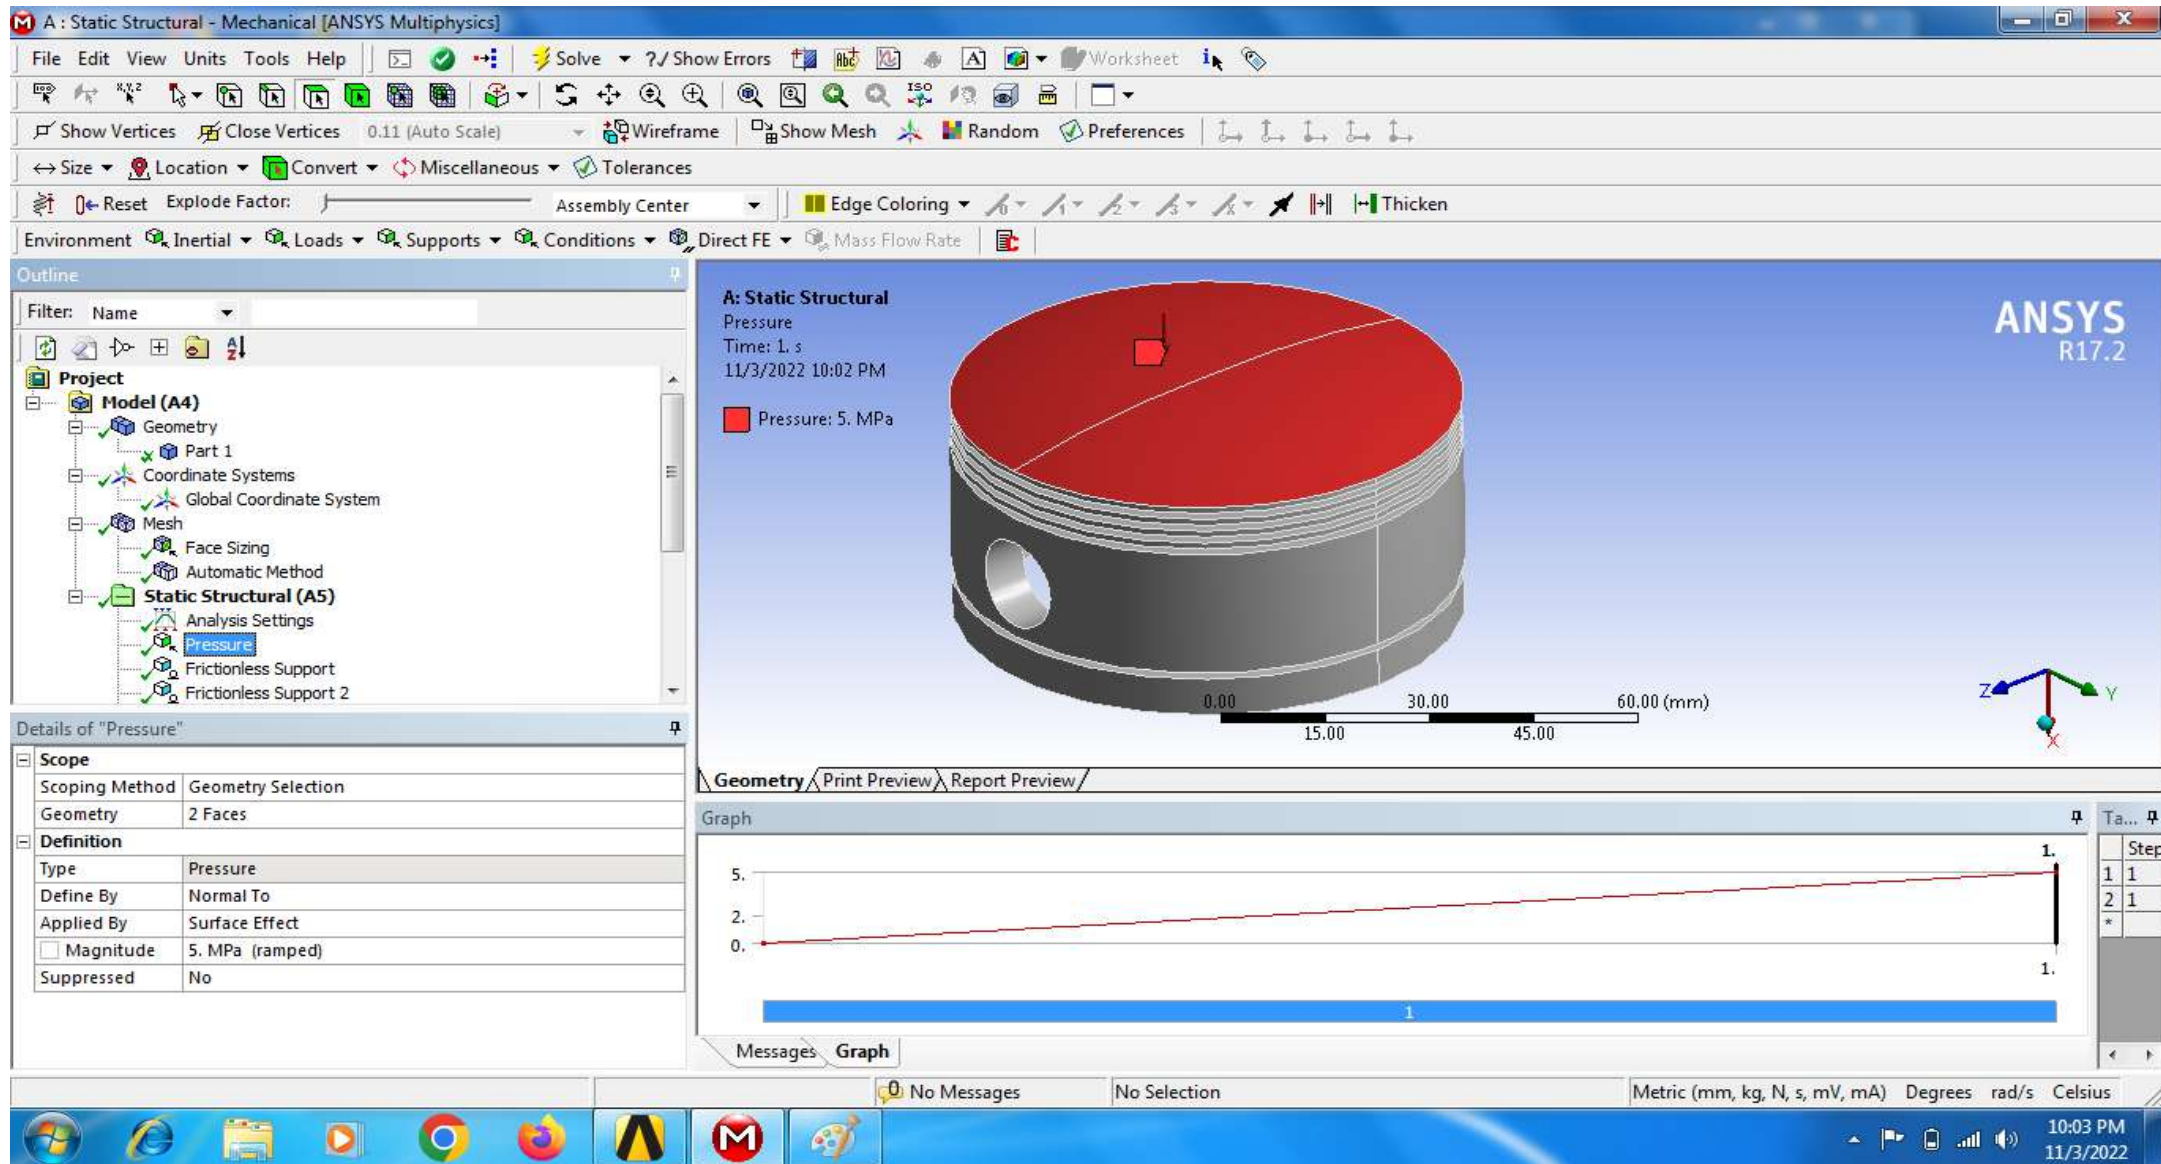 A : Static Structural - Mechanical [ANSYS Multiphysics]
File Edit View Units Tools Help Solve ?/ Show Errors Worksheet
ISO
Show Vertices Close Vertices 0.11 (Auto Scale) Wireframe Show Mesh Random Preferences
Size Location Convert Miscellaneous Tolerances
Reset Explode Factor: Assembly Center Edge Coloring Thicken
Environment Inertial Loads Supports Conditions Direct FE Mass Flow Rate
Outline
Filter: Name
Project
Model (A4)
Geometry
Part 1
Coordinate Systems
Global Coordinate System
Mesh
Face Sizing
Automatic Method
Static Structural (A5)
Analysis Settings
Pressure
Frictionless Support
Frictionless Support 2
Details of "Pressure"
Scope
Scoping Method Geometry Selection
Geometry 2 Faces
Definition
Type Pressure
Define By Normal To
Applied By Surface Effect
Magnitude 5. MPa (ramped)
Suppressed No
A: Static Structural
Pressure
Time: 1. s
11/3/2022 10:02 PM
Pressure: 5. MPa
ANSYS
R17.2
0.00 30.00 60.00 (mm)
15.00 45.00
Z Y
X
Geometry Print Preview Report Preview
Graph
1.
5.
2.
0.
1.
1
Messages Graph
Ta...
Step
1 1
2 1
*
No Messages No Selection Metric (mm, kg, N, s, mV, mA) Degrees rad/s Celsius
10:03 PM
11/3/2022